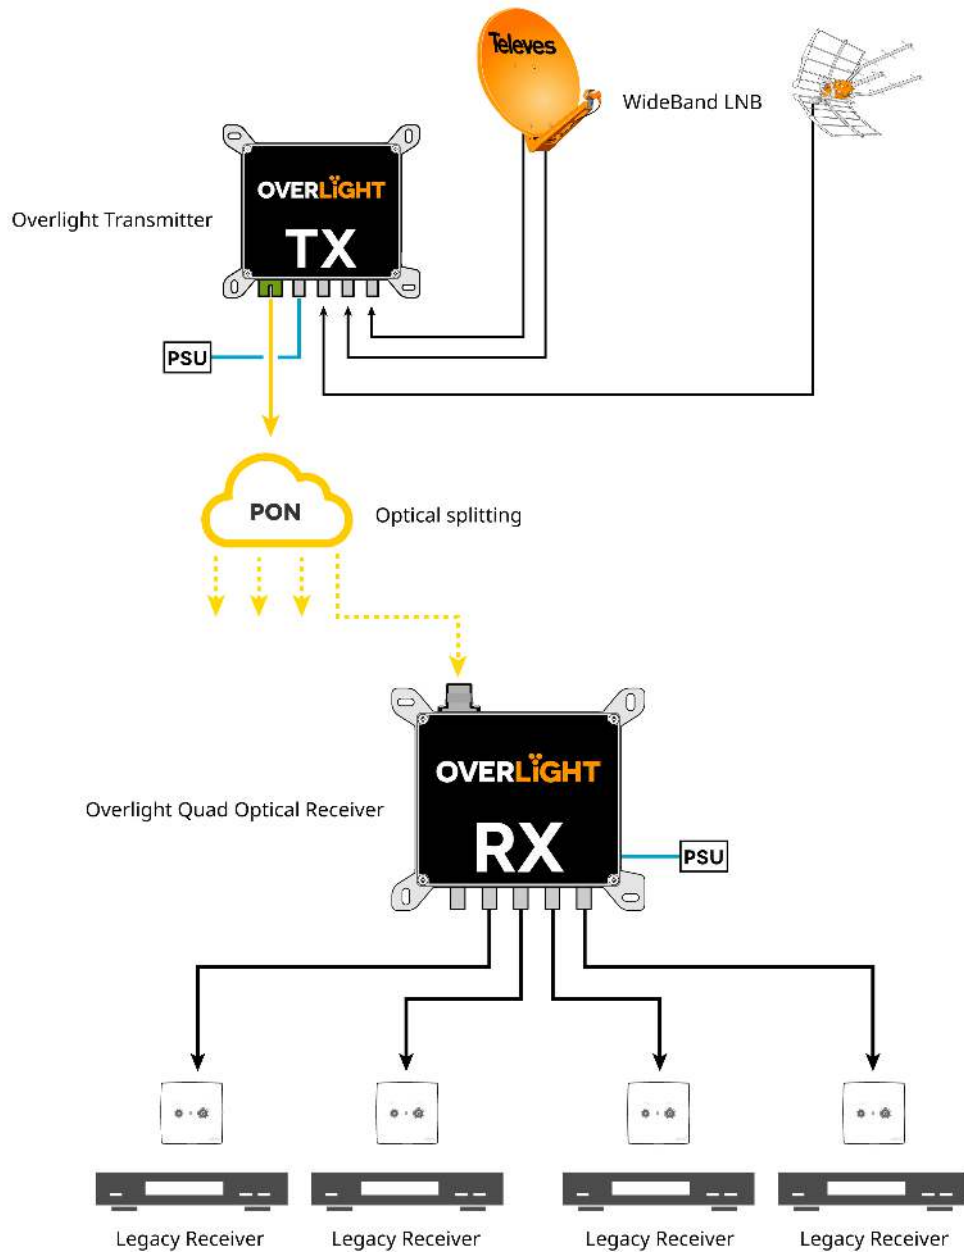 Televes
WideBand LNB
OVERLIGHT
Overlight Transmitter
TX
PSU
PON
Optical splitting
OVERLIGHT
Overlight Quad Optical Receiver
RX
PSU
Legacy Receiver
Legacy Receiver
Legacy Receiver
Legacy Receiver